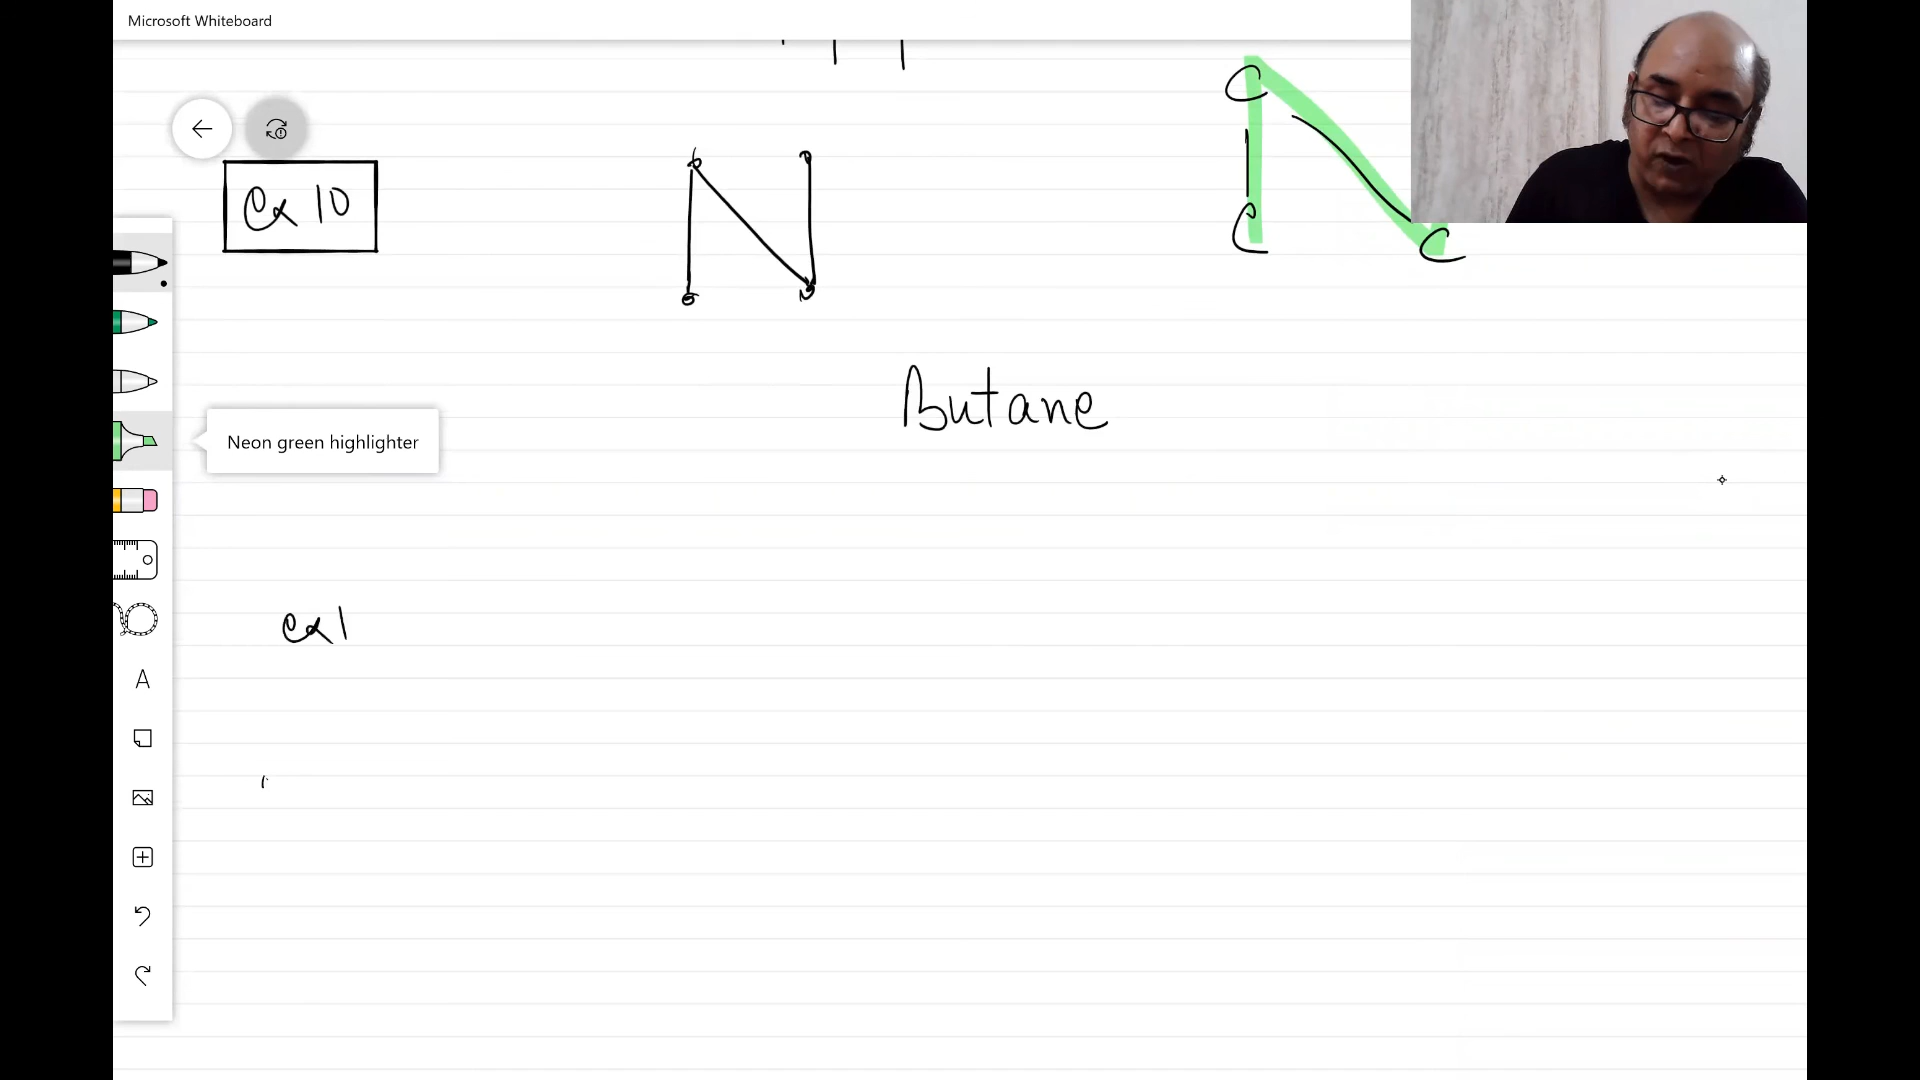 Microsoft Whiteboard
C
ex 10
C
C
Butane
Neon green highlighter
ex 1
A